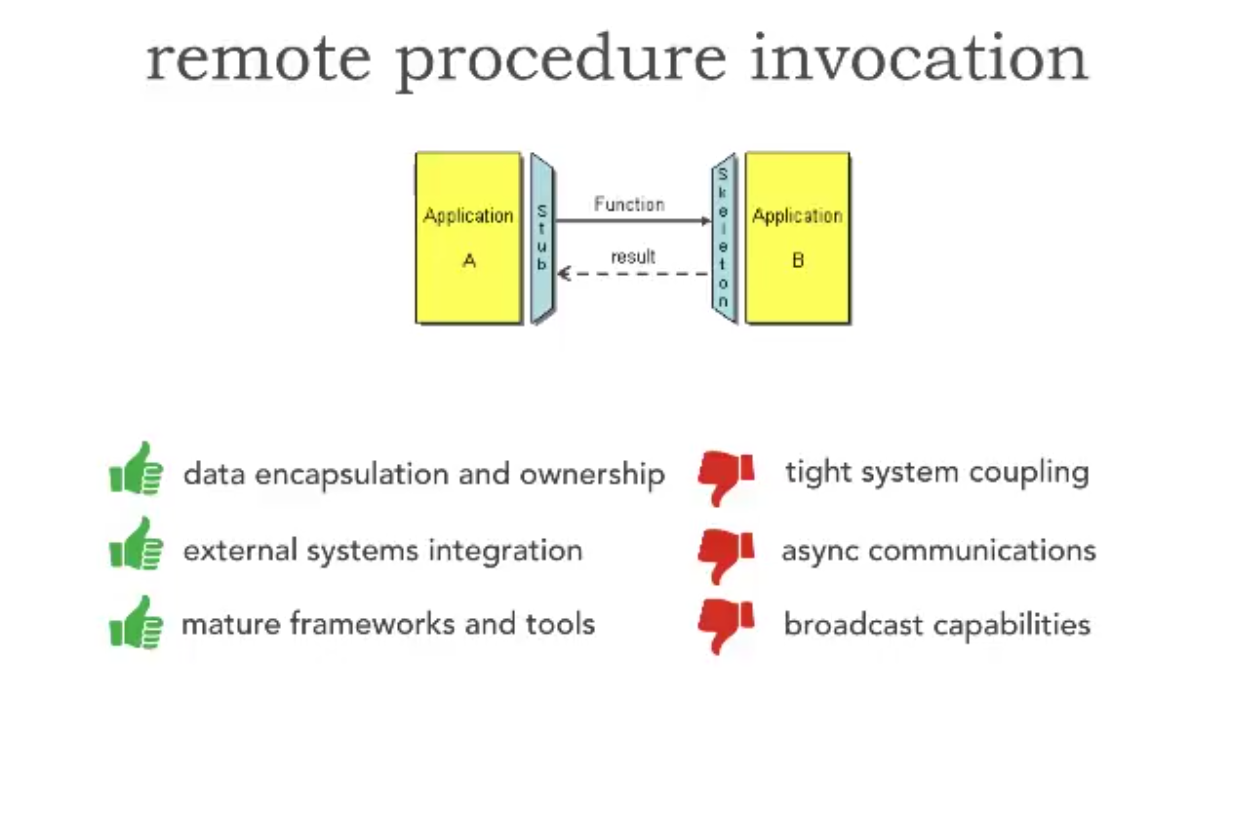 remote procedure invocation
Application
A
Stub
Function
result
Skeleton
Application
B
data encapsulation and ownership
tight system coupling
external systems integration
async communications
mature frameworks and tools
broadcast capabilities